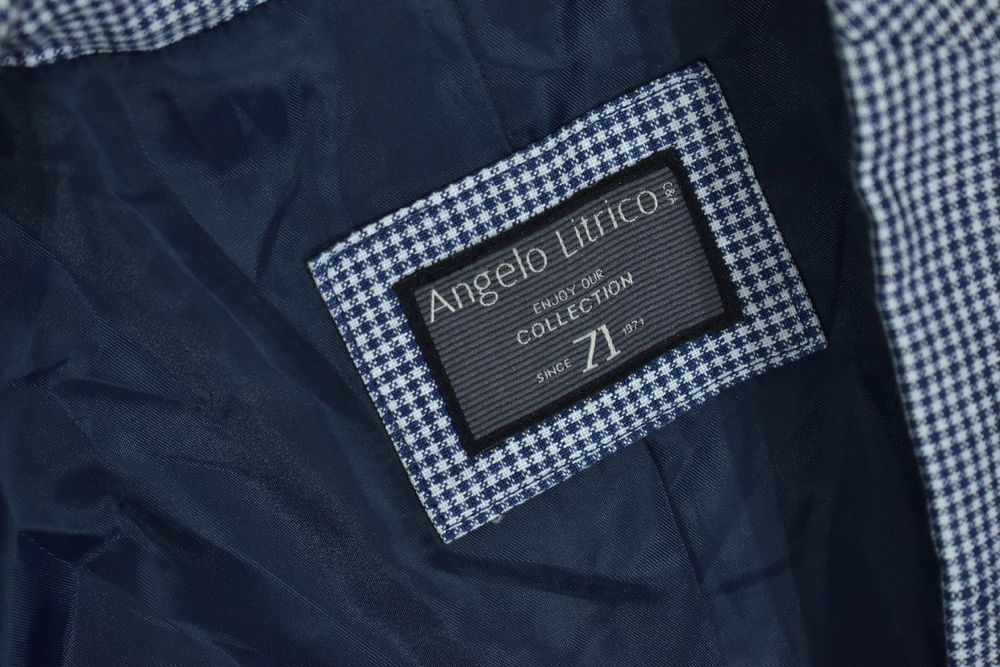 Angelo Litrico C&A
ENJOY OUR
COLLECTION
SINCE 71 1971